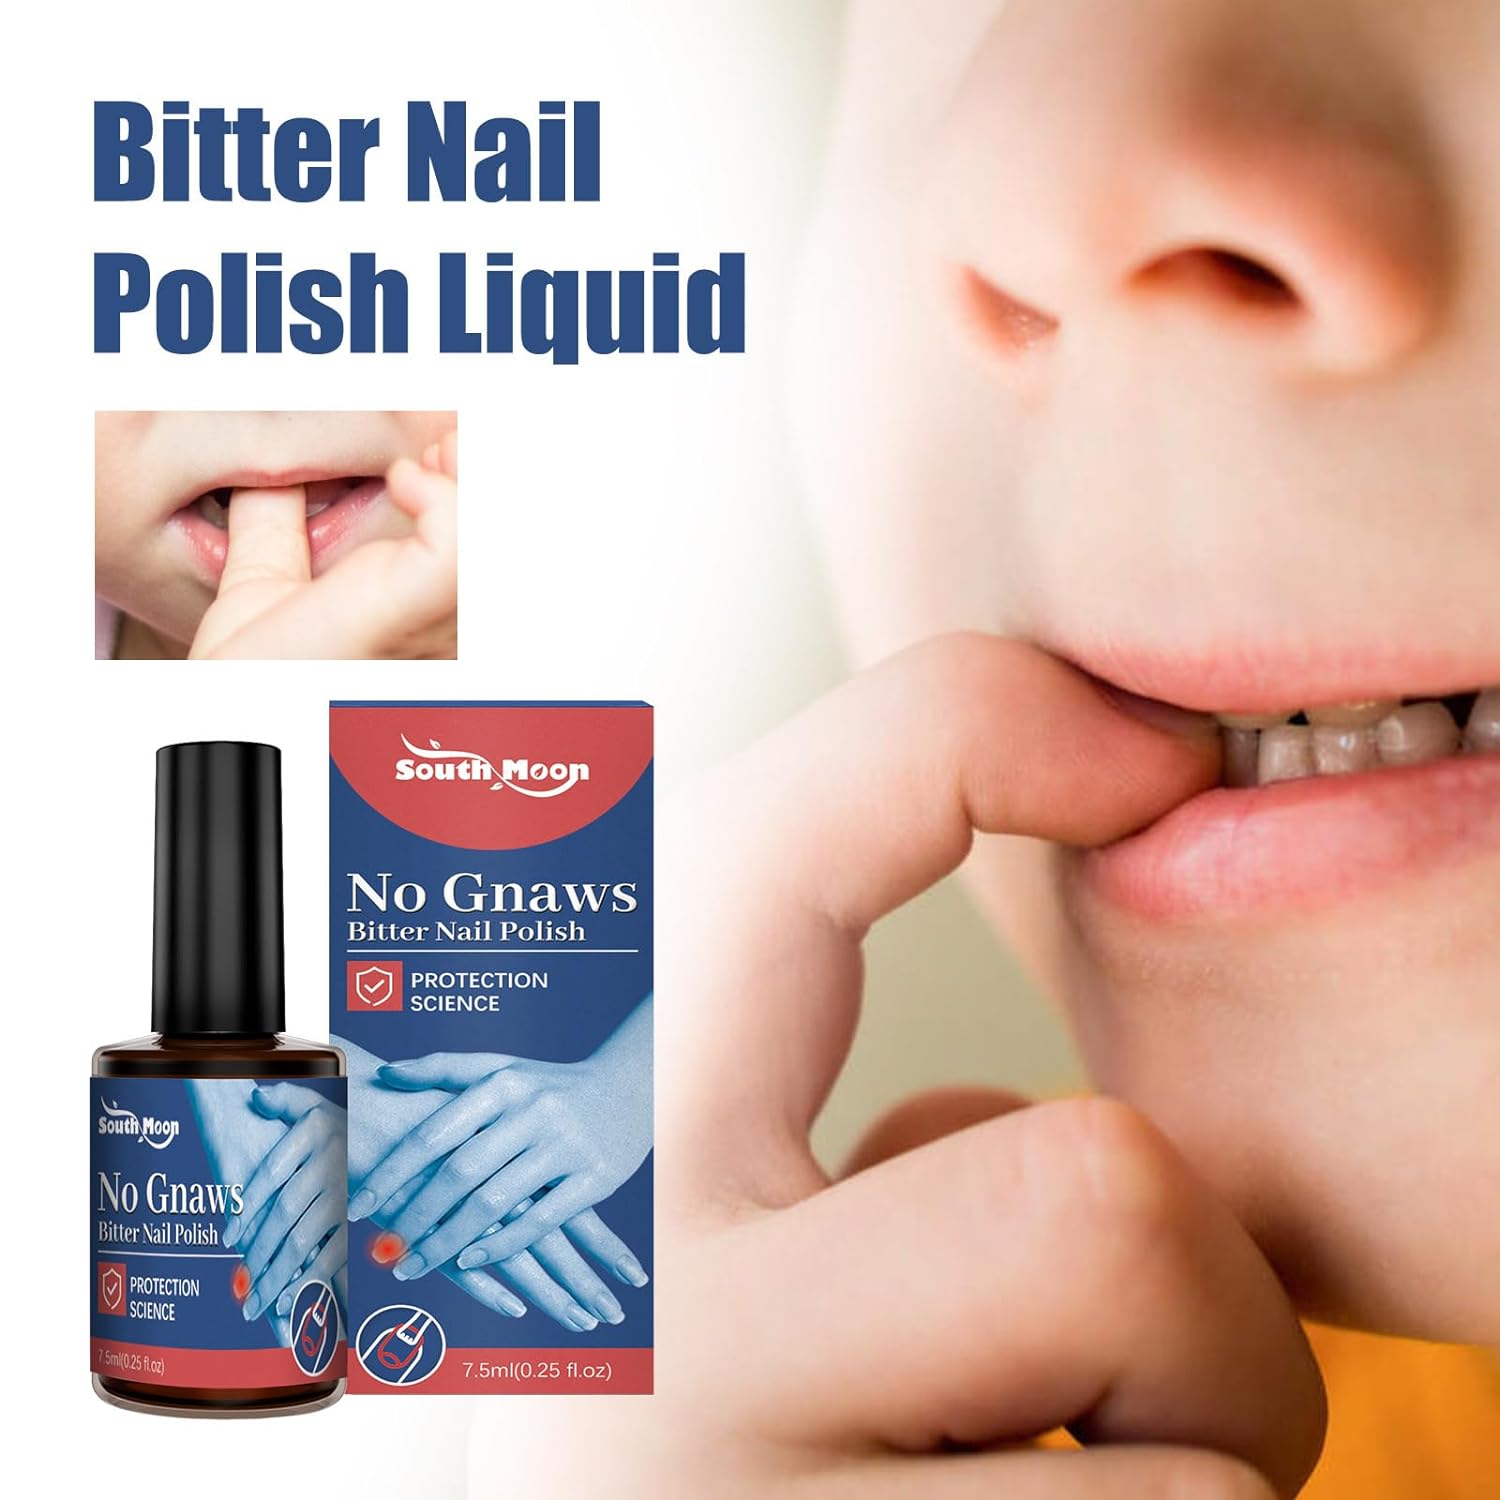 Bitter Nail
Polish Liquid
South Moon
No Gnaws
Bitter Nail Polish
PROTECTION
SCIENCE
7.5ml(0.25 fl.oz)
South Moon
No Gnaws
Bitter Nail Polish
PROTECTION
SCIENCE
7.5ml(0.25 fl.oz)